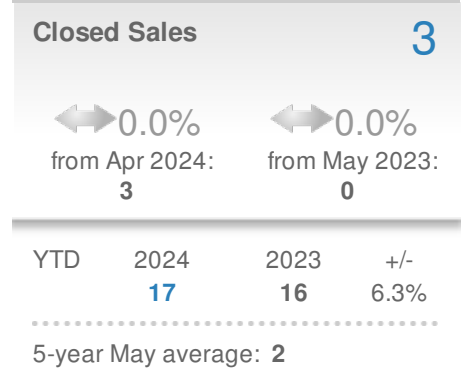 Closed Sales 3
0.0% 0.0%
from Apr 2024: from May 2023:
3 0
YTD 2024 2023 +/-
17 16 6.3%
5-year May average: 2